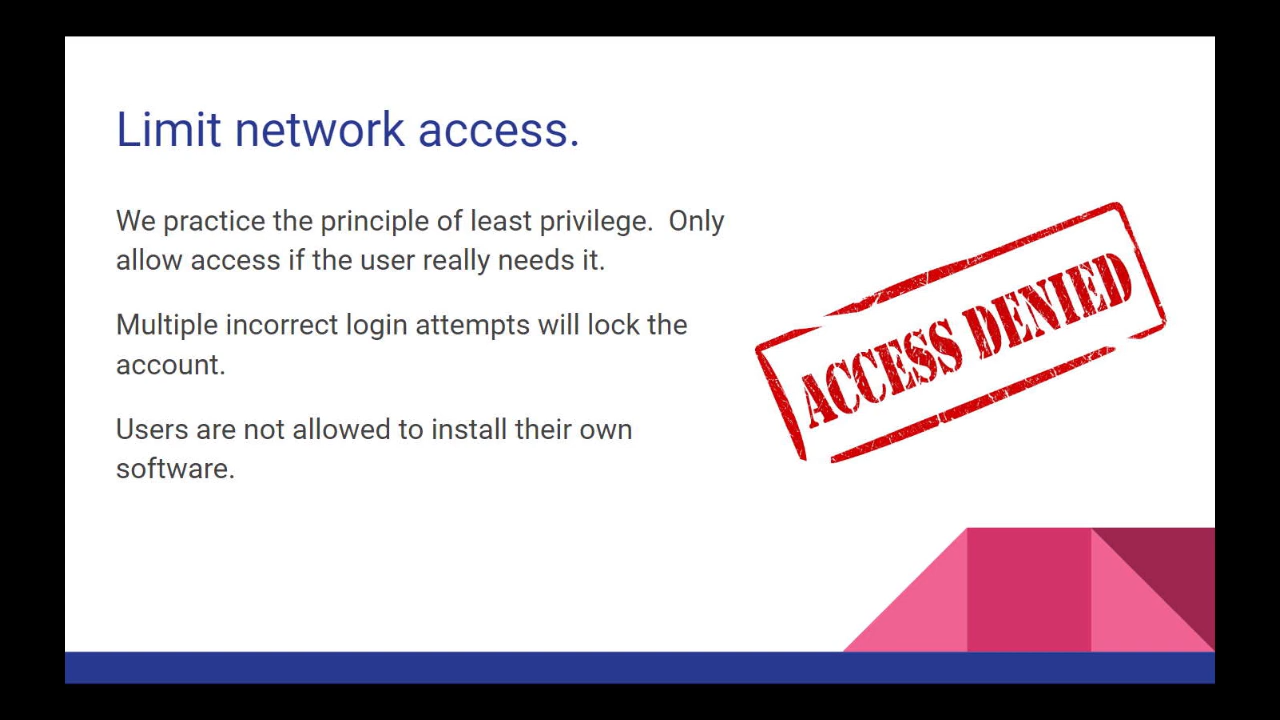 Limit network access.
We practice the principle of least privilege.  Only
allow access if the user really needs it.
Multiple incorrect login attempts will lock the
account.
Users are not allowed to install their own
software.
ACCESS DENIED